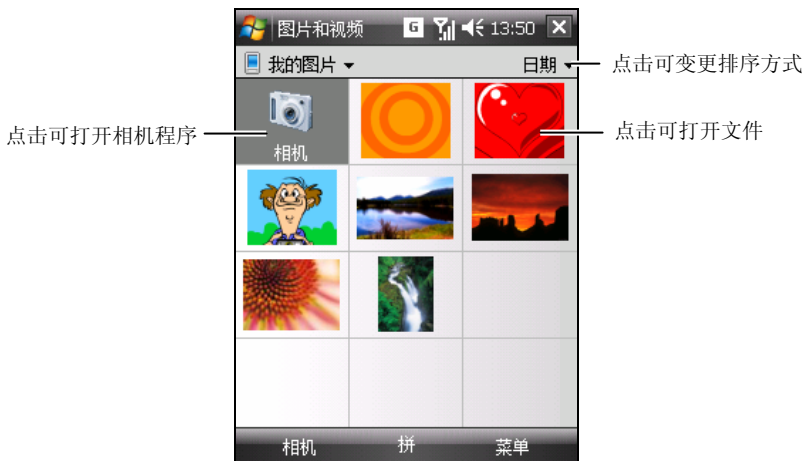 图片和视频 G 13:50
我的图片
日期
点击可变更排序方式
点击可打开相机程序
相机
点击可打开文件
相机 拼 菜单